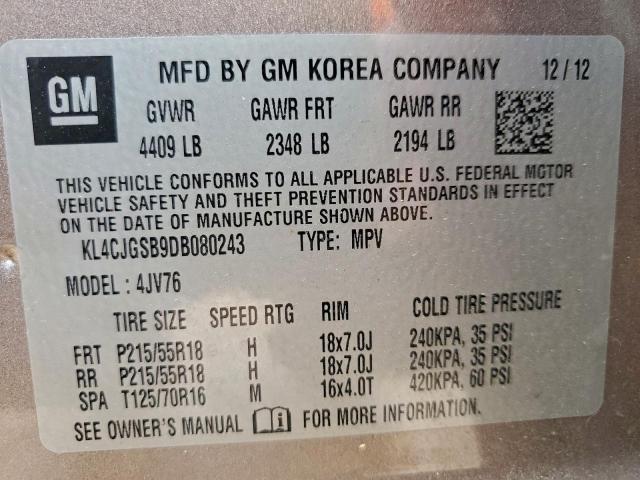 GM
MFD BY GM KOREA COMPANY 12/12
GVWR GAWR FRT GAWR RR
4409 LB 2348 LB 2194 LB
THIS VEHICLE CONFORMS TO ALL APPLICABLE U.S. FEDERAL MOTOR
VEHICLE SAFETY AND THEFT PREVENTION STANDARDS IN EFFECT
ON THE DATE OF MANUFACTURE SHOWN ABOVE.
KL4CJGSB9DB080243 TYPE: MPV
MODEL : 4JV76
TIRE SIZE SPEED RTG RIM COLD TIRE PRESSURE
FRT P215/55R18 H 18x7.0J 240KPA, 35 PSI
RR P215/55R18 H 18x7.0J 240KPA, 35 PSI
SPA T125/70R16 M 16x4.0T 420KPA, 60 PSI
SEE OWNER'S MANUAL FOR MORE INFORMATION.